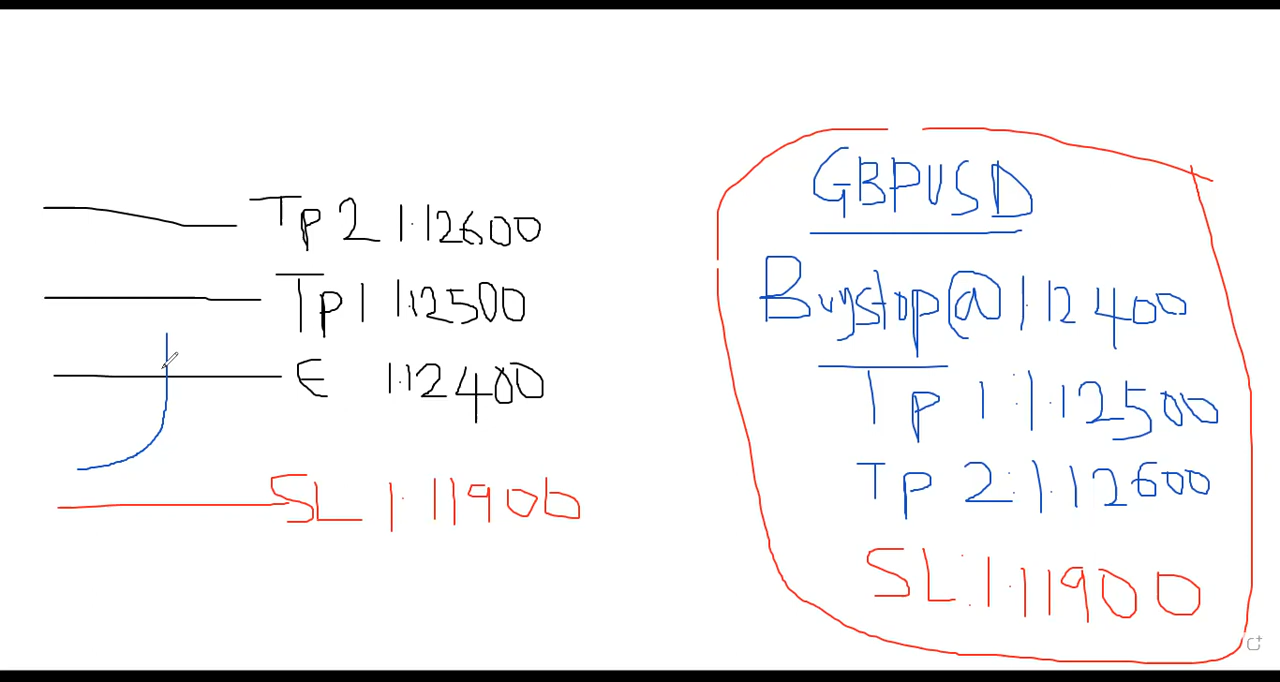 Tp 2 1.12600
Tp 1 1.12500
E 1.12400
SL 1.11900
GBPUSD
Buystop@ 1.12400
Tp 1:1.12500
Tp 2:1.12600
SL:1.11900